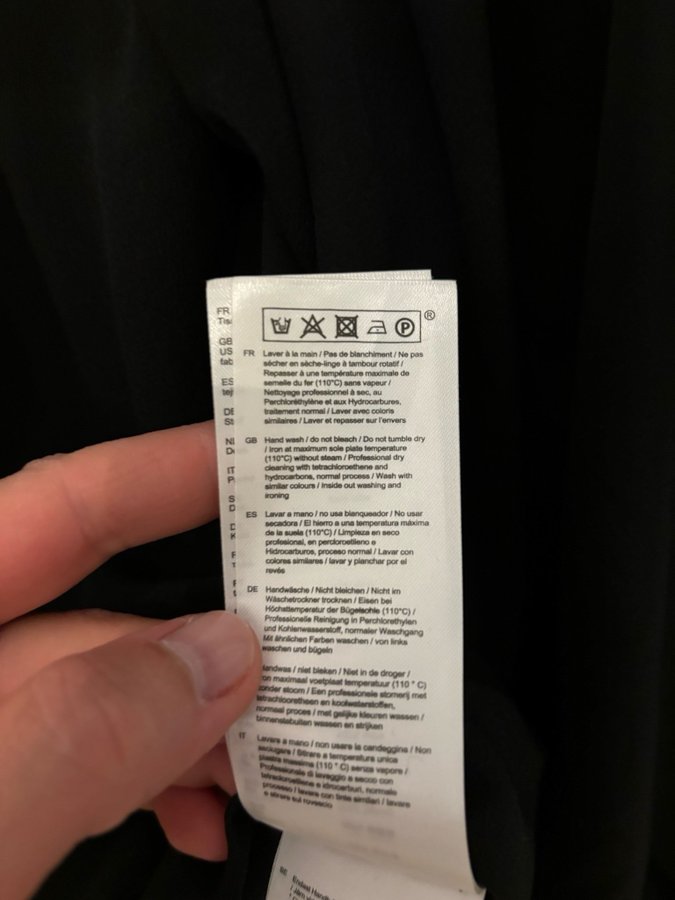 P
®
FR Laver à la main / Pas de blanchiment / Ne pas
sécher en sèche-linge à tambour rotatif /
Repasser à une température maximale de
semelle du fer (110°C) sans vapeur /
Nettoyage professionnel à sec, au
Perchloréthylène et aux Hydrocarbures,
traitement normal / Laver avec coloris
similaires / Laver et repasser sur l'envers
GB Hand wash / do not bleach / Do not tumble dry
/ Iron at maximum sole plate temperature
(110°C) without steam / Professional dry
cleaning with tetrachloroethene and
hydrocarbons, normal process / Wash with
similar colours / Inside out washing and
ironing
ES Lavar a mano / no usa blanqueador / No usar
secadora / El hierro a una temperatura máxima
de la suela (110°C) / Limpieza en seco
profesional, en percloroetileno e
Hidrocarburos, proceso normal / Lavar con
colores similares / lavar y planchar por el
revés
DE Handwäsche / Nicht bleichen / Nicht im
Wäschetrockner trocknen / Eisen bei
Höchsttemperatur der Bügelsohle (110°C) /
Professionelle Reinigung in Perchlorethylen
und Kohlenwasserstoff, normaler Waschgang
Mit ähnlichen Farben waschen / von links
waschen und bügeln
landwas / niet bleken / Niet in de droger /
on maximaal voetplaat temperatuur (110 ° C)
zonder stoom / Een professionele stomerij met
tetrachlooretheen en koolwaterstoffen,
normaal proces / met gelijke kleuren wassen /
binnenstebuiten wassen en strijken
IT Lavare a mano / non usare la candeggina / Non
asciugare / Stirare a temperatura unica
piastra massima (110 ° C) senza vapore /
Professionale di lavaggio a secco con
tetracloroetilene e idrocarburi, normale
processo / lavare con tinte similari / lavare
e stirare sul rovescio
FR
Tis
GB
US
fab
ES
tej
DE
St
NL
D
IT
P
S
D